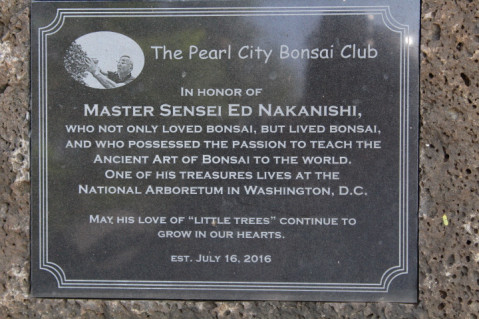 The Pearl City Bonsai Club
IN HONOR OF
MASTER SENSEI ED NAKANISHI,
WHO NOT ONLY LOVED BONSAI, BUT LIVED BONSAI,
AND WHO POSSESSED THE PASSION TO TEACH THE
ANCIENT ART OF BONSAI TO THE WORLD.
ONE OF HIS TREASURES LIVES AT THE
NATIONAL ARBORETUM IN WASHINGTON, D.C.
MAY HIS LOVE OF "LITTLE TREES" CONTINUE TO
GROW IN OUR HEARTS.
EST. JULY 16, 2016